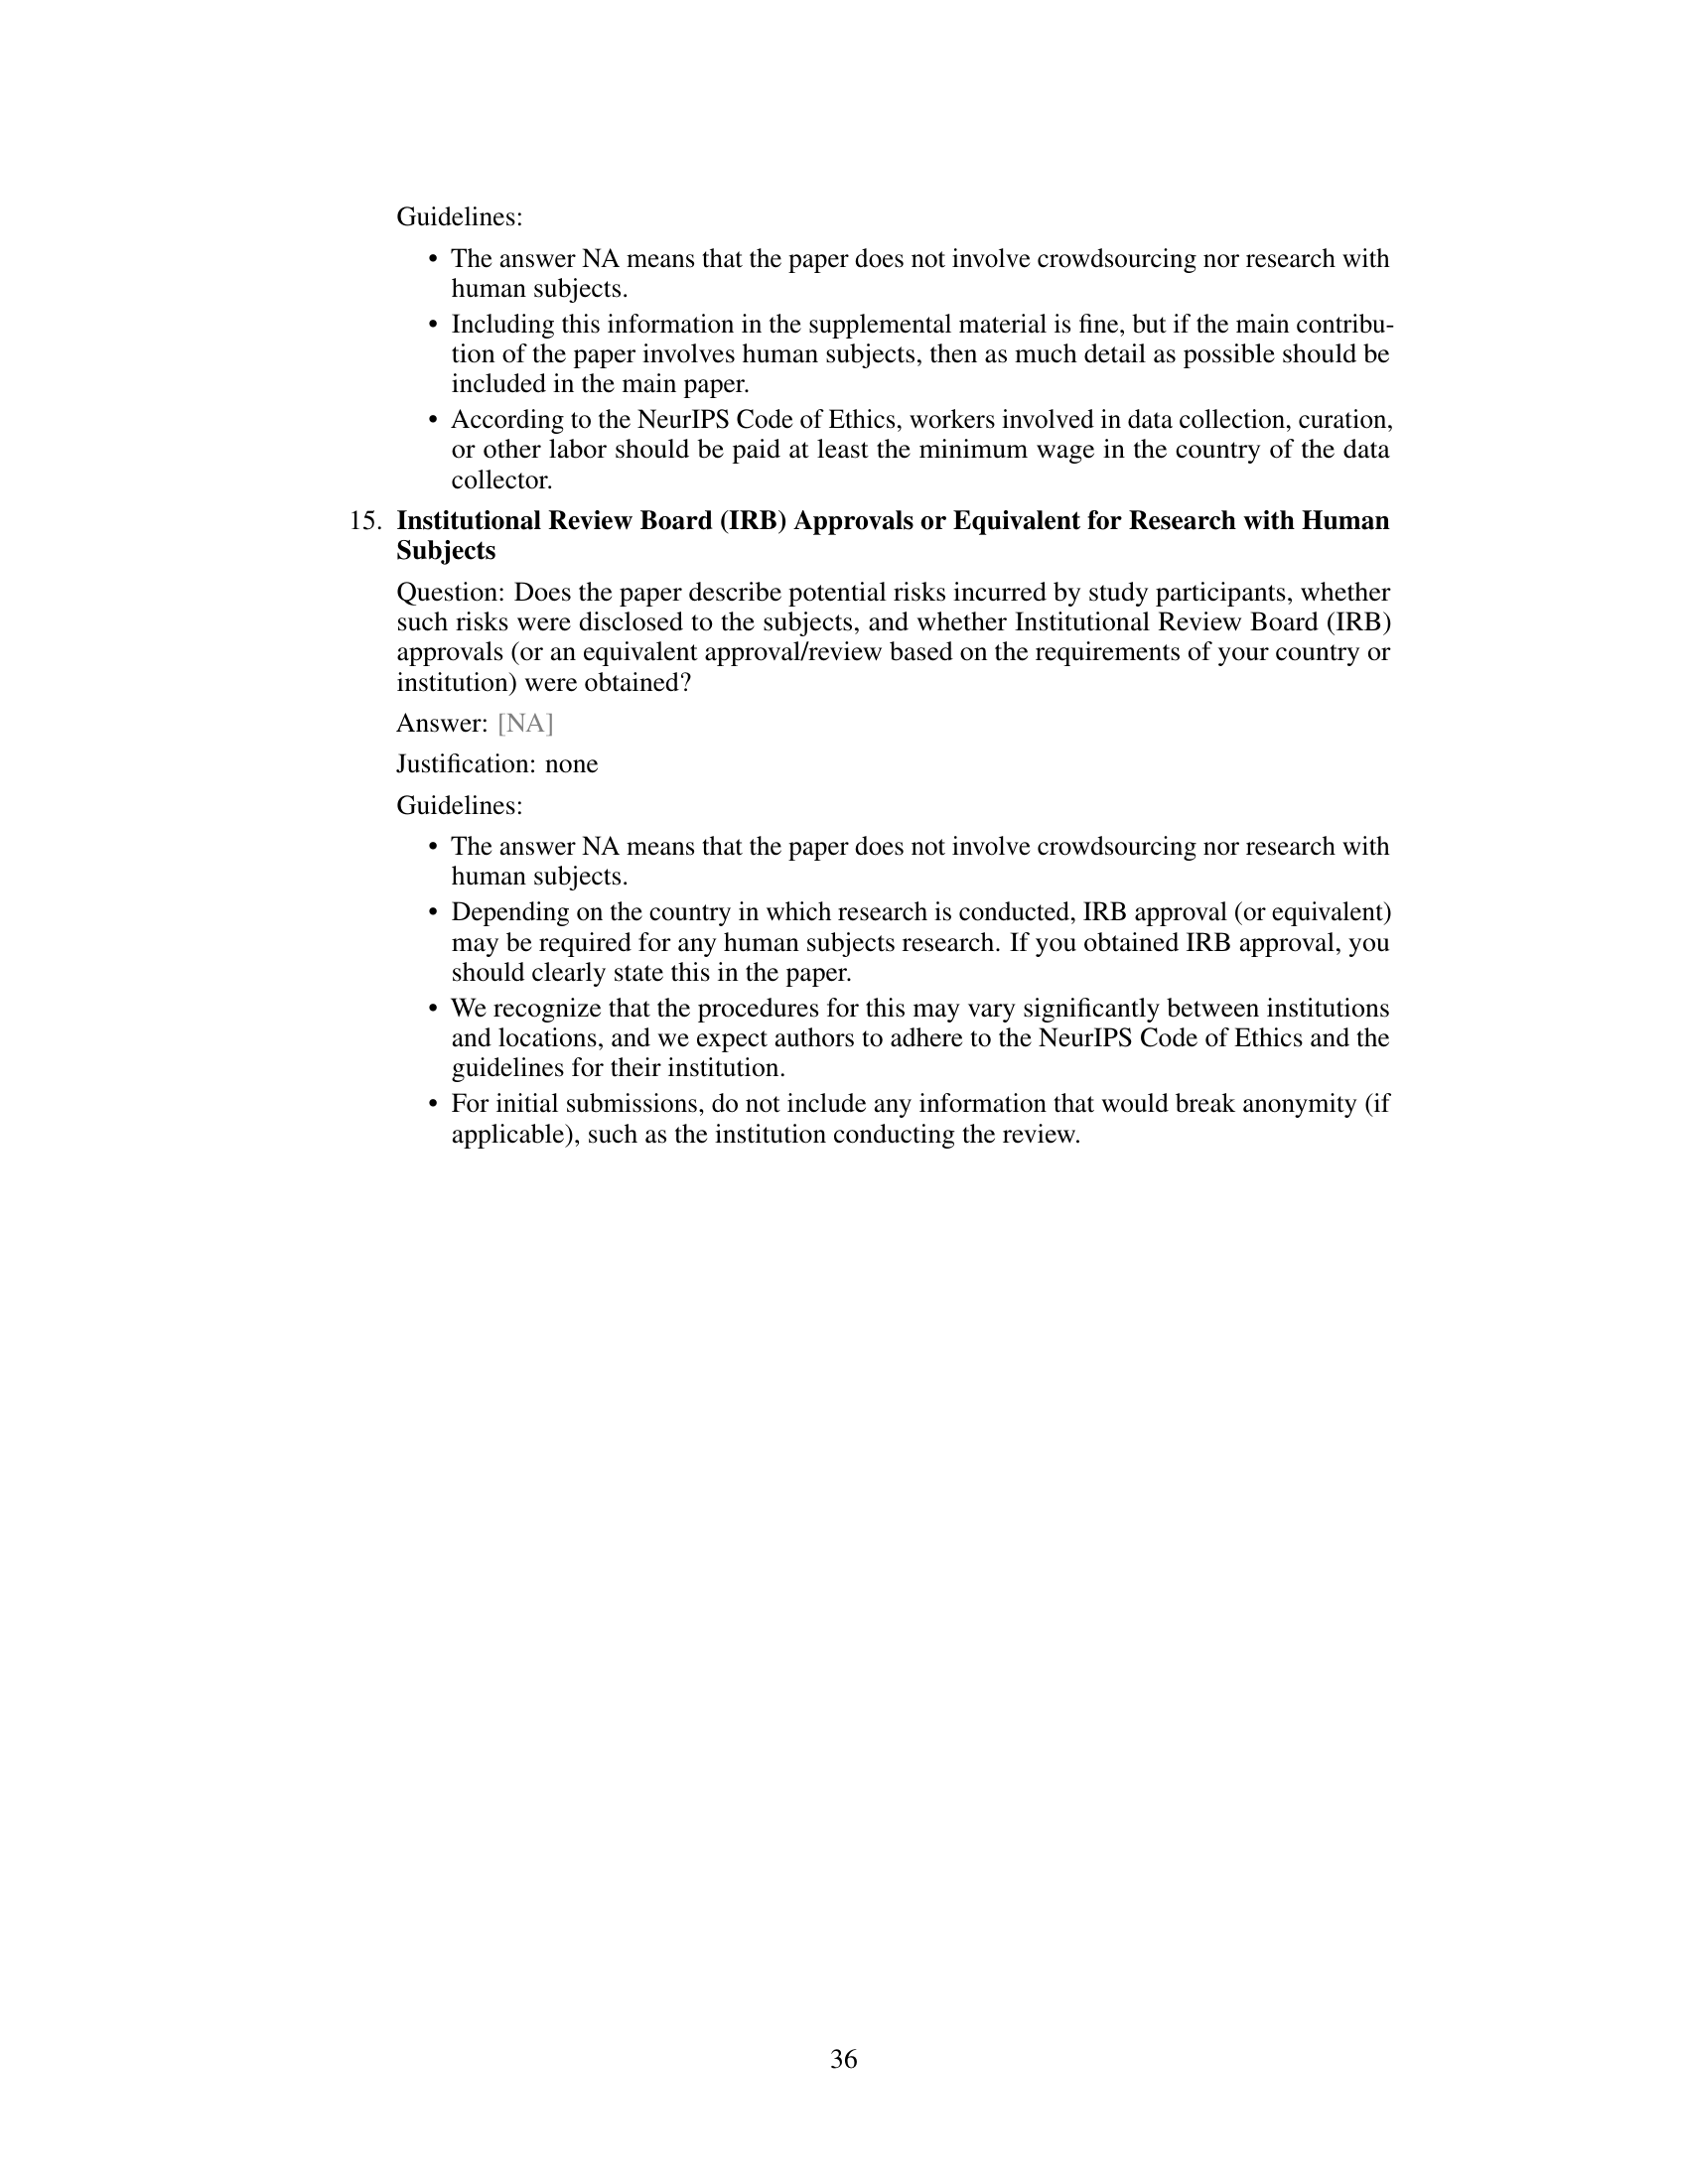 Guidelines:
• The answer NA means that the paper does not involve crowdsourcing nor research with
human subjects.
• Including this information in the supplemental material is fine, but if the main contribu-
tion of the paper involves human subjects, then as much detail as possible should be
included in the main paper.
• According to the NeurIPS Code of Ethics, workers involved in data collection, curation,
or other labor should be paid at least the minimum wage in the country of the data
collector.
15. Institutional Review Board (IRB) Approvals or Equivalent for Research with Human
Subjects
Question: Does the paper describe potential risks incurred by study participants, whether
such risks were disclosed to the subjects, and whether Institutional Review Board (IRB)
approvals (or an equivalent approval/review based on the requirements of your country or
institution) were obtained?
Answer: [NA]
Justification: none
Guidelines:
• The answer NA means that the paper does not involve crowdsourcing nor research with
human subjects.
• Depending on the country in which research is conducted, IRB approval (or equivalent)
may be required for any human subjects research. If you obtained IRB approval, you
should clearly state this in the paper.
• We recognize that the procedures for this may vary significantly between institutions
and locations, and we expect authors to adhere to the NeurIPS Code of Ethics and the
guidelines for their institution.
• For initial submissions, do not include any information that would break anonymity (if
applicable), such as the institution conducting the review.
36